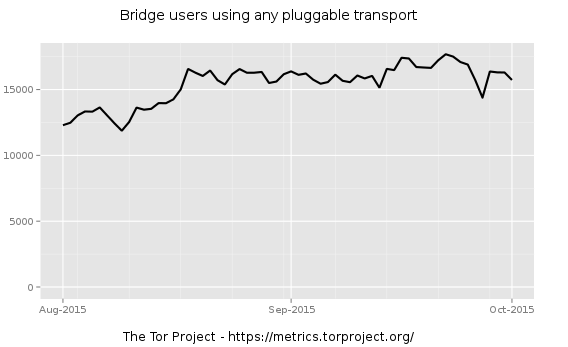 Bridge users using any pluggable transport
15000
10000
5000
0
Aug-2015 Sep-2015 Oct-2015
The Tor Project - https://metrics.torproject.org/